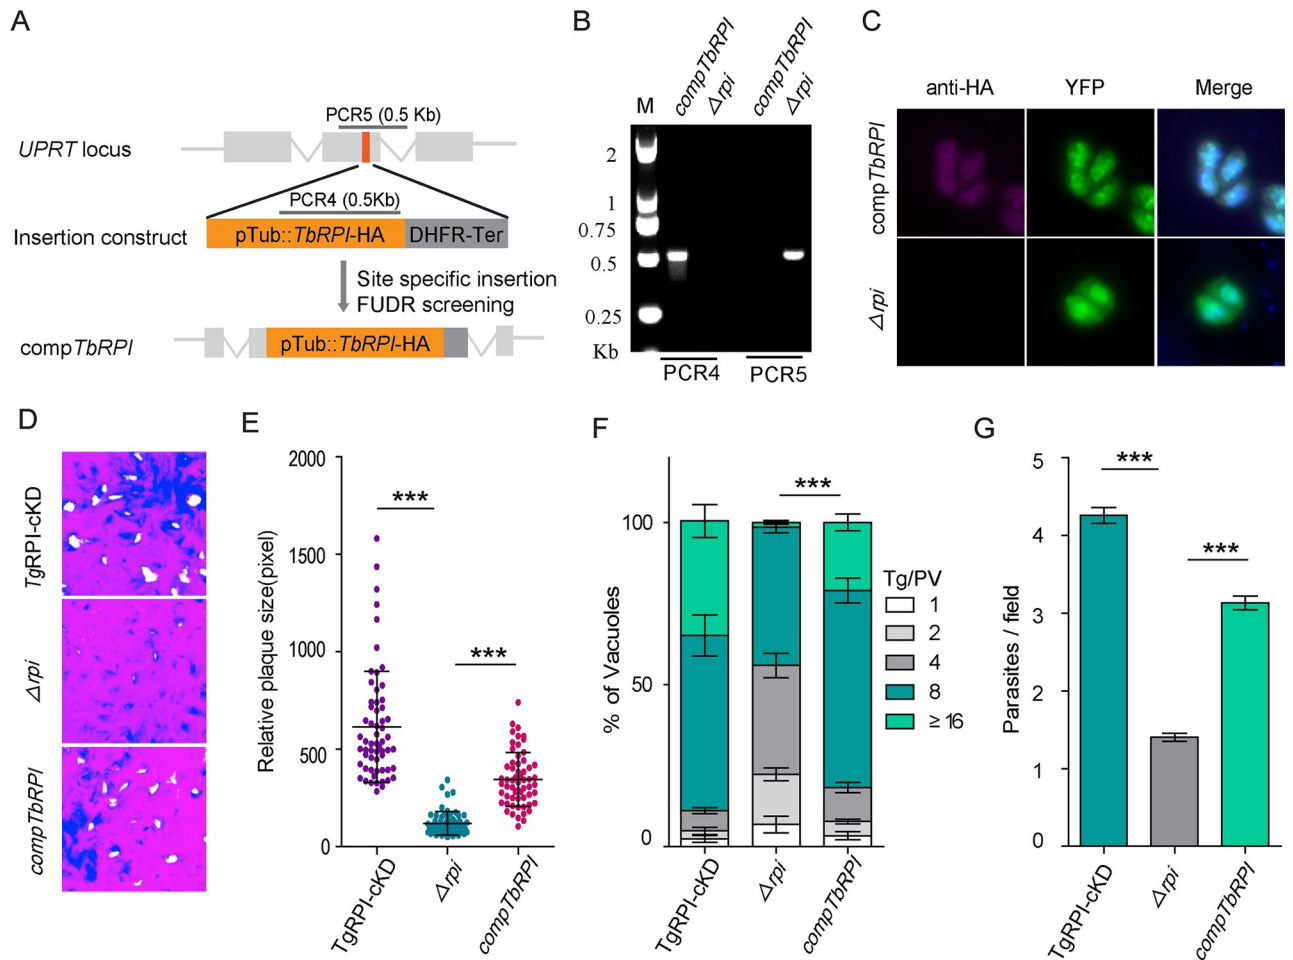 A
PCR5 (0.5 Kb)
UPRT locus
PCR4 (0.5Kb)
Insertion construct
pTub::TbRPI-HA
DHFR-Ter
Site specific insertion
FUDR screening
compTbRPI
pTub::TbRPI-HA
B
M
compTbRPI
Δrpi
compTbRPI
Δrpi
2
1
0.75
0.5
0.25
Kb
PCR4
PCR5
C
anti-HA
YFP
Merge
compTbRPI
Δrpi
D
TgRPI-cKD
Δrpi
compTbRPI
E
Relative plaque size(pixel)
2000
1500
1000
500
0
***
***
TgRPI-cKD
Δrpi
compTbRPI
F
% of Vacuoles
100
50
0
***
Tg/PV
1
2
4
8
≥ 16
TgRPI-cKD
Δrpi
compTbRPI
G
Parasites / field
5
4
3
2
1
0
***
***
TgRPI-cKD
Δrpi
compTbRPI